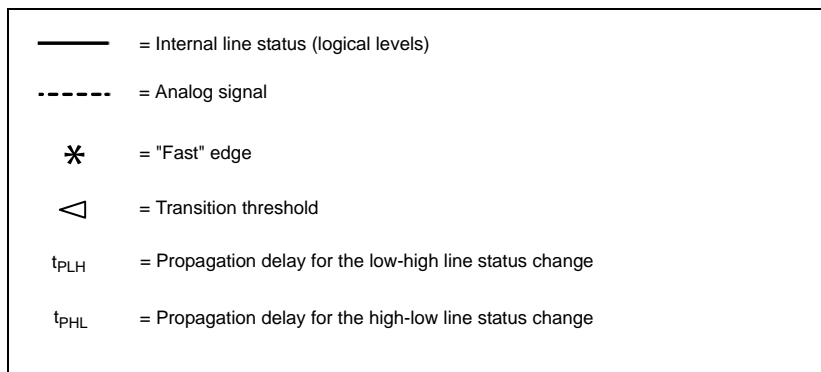 = Internal line status (logical levels)
= Analog signal
* = "Fast" edge
= Transition threshold
tPLH = Propagation delay for the low-high line status change
tPHL = Propagation delay for the high-low line status change